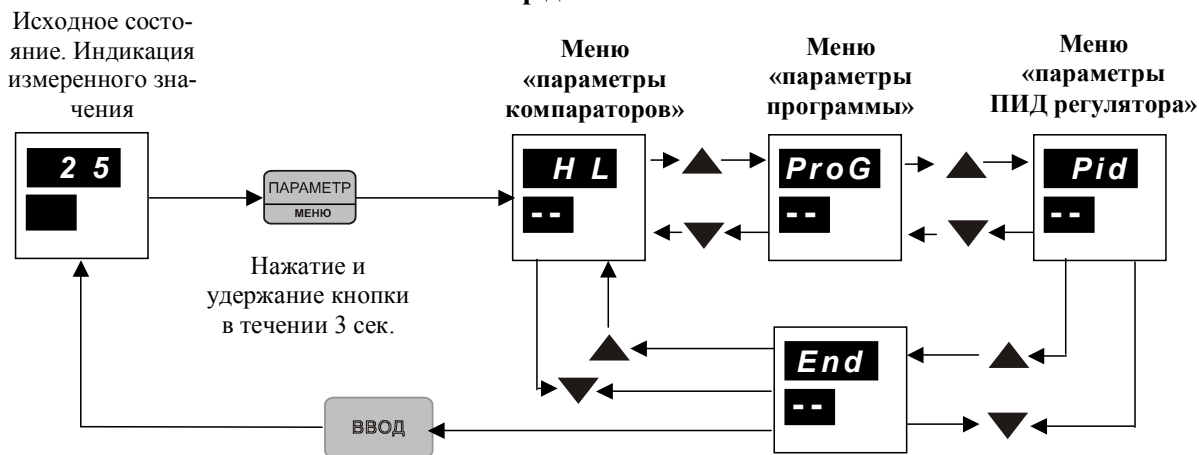 Исходное состо-
яние. Индикация
измеренного зна-
чения
2 5
ПАРАМЕТР
МЕНЮ
Нажатие и
удержание кнопки
в течении 3 сек.
Меню
«параметры
компараторов»
H L
--
Меню
«параметры
программы»
ProG
--
Меню
«параметры
ПИД регулятора»
Pid
--
End
--
ВВОД